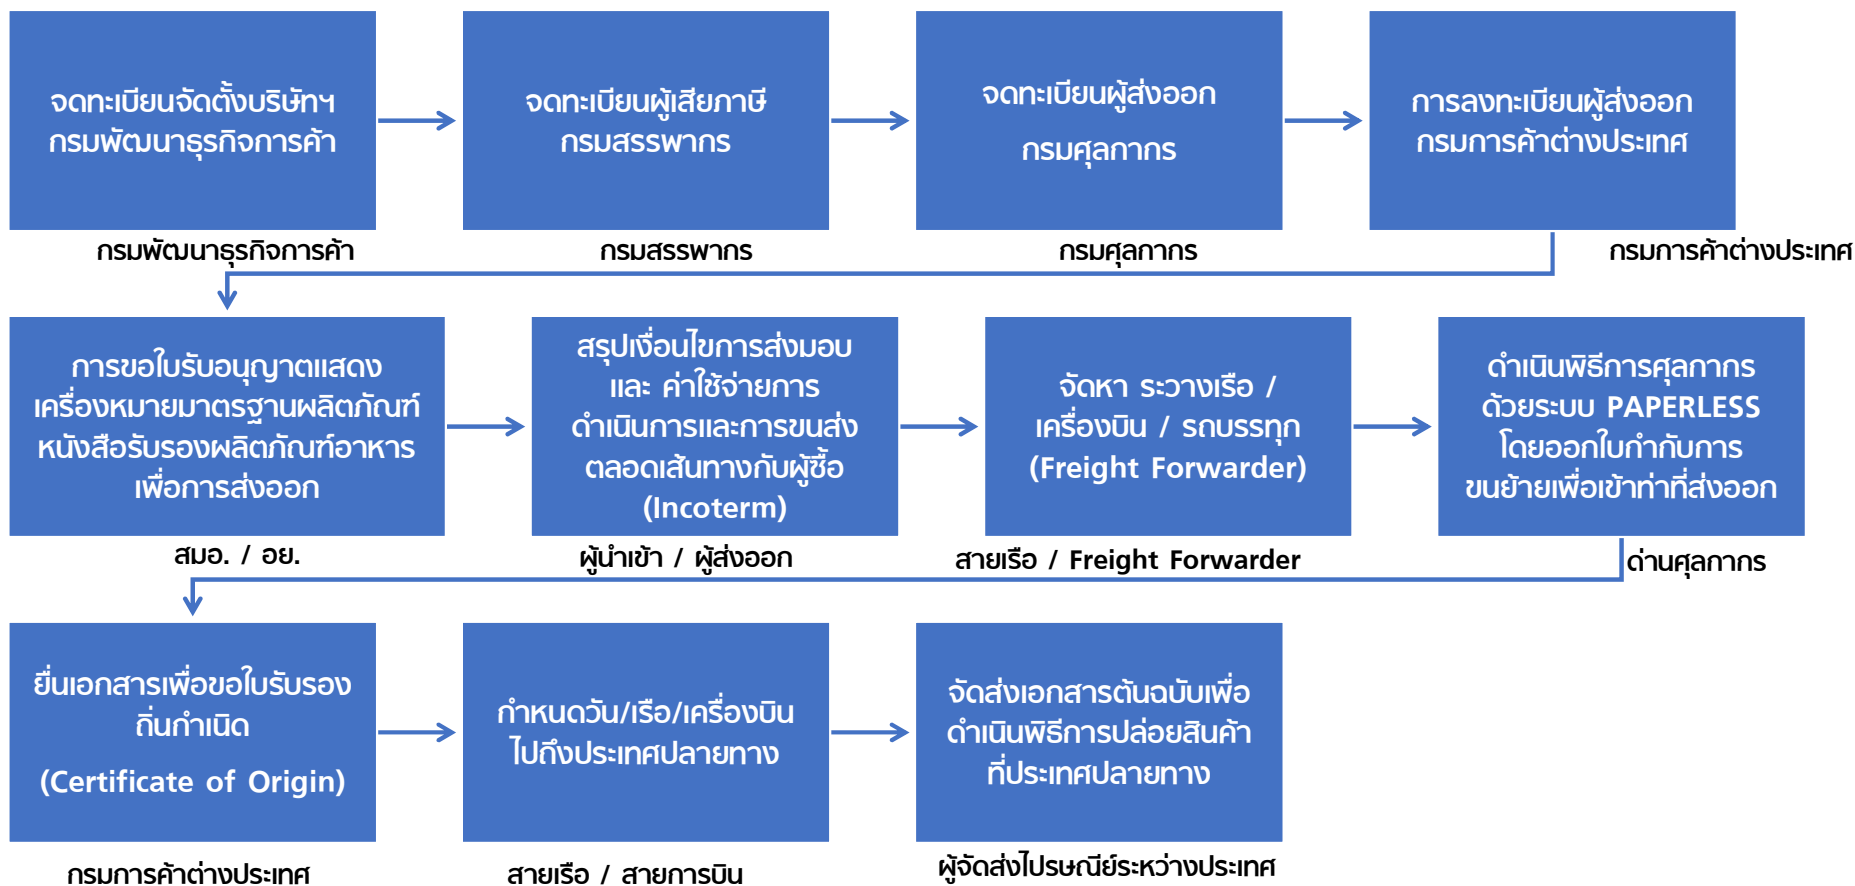 จดทะเบียนจัดตั้งบริษัทฯ
กรมพัฒนาธุรกิจการค้า
จดทะเบียนผู้เสียภาษี
กรมสรรพากร
จดทะเบียนผู้ส่งออก
กรมศุลกากร
การลงทะเบียนผู้ส่งออก
กรมการค้าต่างประเทศ
กรมพัฒนาธุรกิจการค้า
กรมสรรพากร
กรมศุลกากร
กรมการค้าต่างประเทศ
การขอใบรับอนุญาตแสดง
เครื่องหมายมาตรฐานผลิตภัณฑ์
หนังสือรับรองผลิตภัณฑ์อาหาร
เพื่อการส่งออก
สรุปเงื่อนไขการส่งมอบ
และ ค่าใช้จ่ายการ
ดำเนินการและการขนส่ง
ตลอดเส้นทางกับผู้ซื้อ
(Incoterm)
จัดหา ระวางเรือ /
เครื่องบิน / รถบรรทุก
(Freight Forwarder)
ดำเนินพิธีการศุลกากร
ด้วยระบบ PAPERLESS
โดยออกใบกำกับการ
ขนย้ายเพื่อเข้าท่าที่ส่งออก
สมอ. / อย.
ผู้นำเข้า / ผู้ส่งออก
สายเรือ / Freight Forwarder
ด่านศุลกากร
ยื่นเอกสารเพื่อขอใบรับรอง
ถิ่นกำเนิด
(Certificate of Origin)
กำหนดวัน/เรือ/เครื่องบิน
ไปถึงประเทศปลายทาง
จัดส่งเอกสารต้นฉบับเพื่อ
ดำเนินพิธีการปล่อยสินค้า
ที่ประเทศปลายทาง
กรมการค้าต่างประเทศ
สายเรือ / สายการบิน
ผู้จัดส่งไปรษณีย์ระหว่างประเทศ